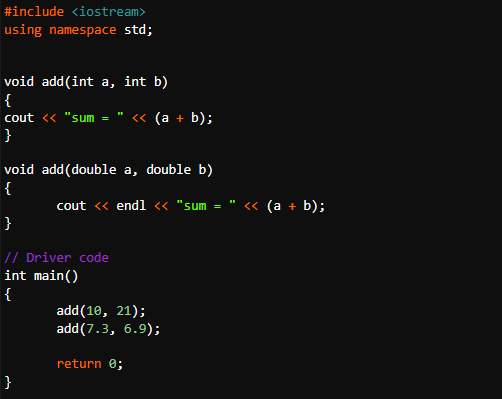 #include <iostream>
using namespace std;
void add(int a, int b)
{
cout << "sum = " << (a + b);
}
void add(double a, double b)
{
cout << endl << "sum = " << (a + b);
}
// Driver code
int main()
{
add(10, 21);
add(7.3, 6.9);
return 0;
}